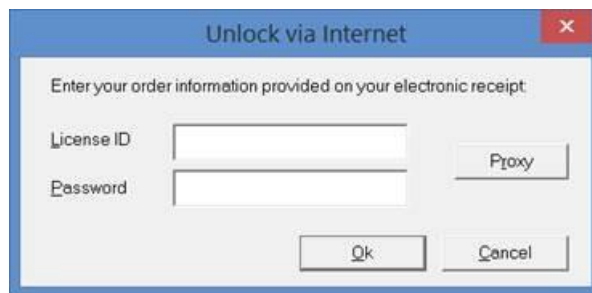 Unlock via Internet
Enter your order information provided on your electronic receipt:
License ID
Proxy
Password
Ok Cancel